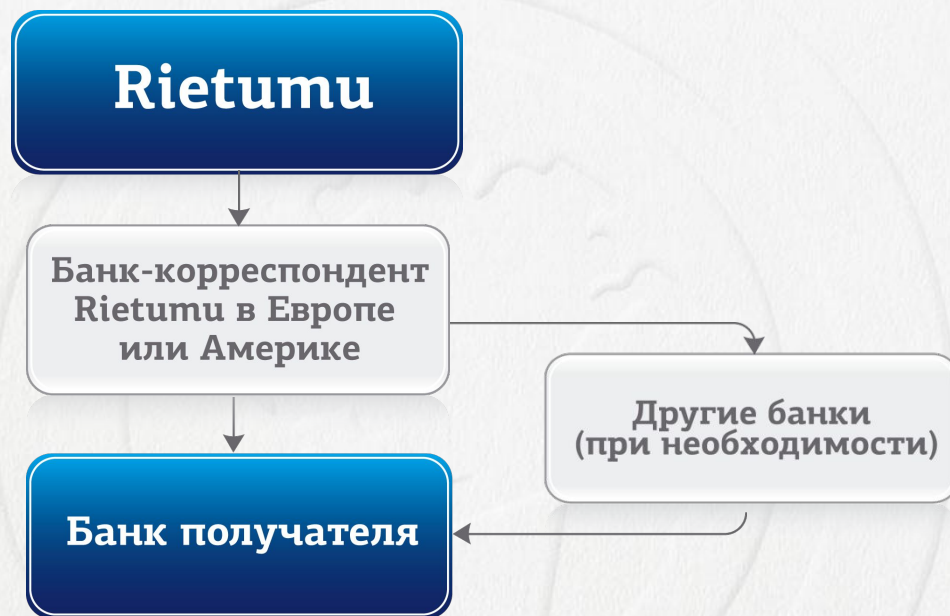 Rietumu
Банк-корреспондент
Rietumu в Европе
или Америке
Другие банки
(при необходимости)
Банк получателя